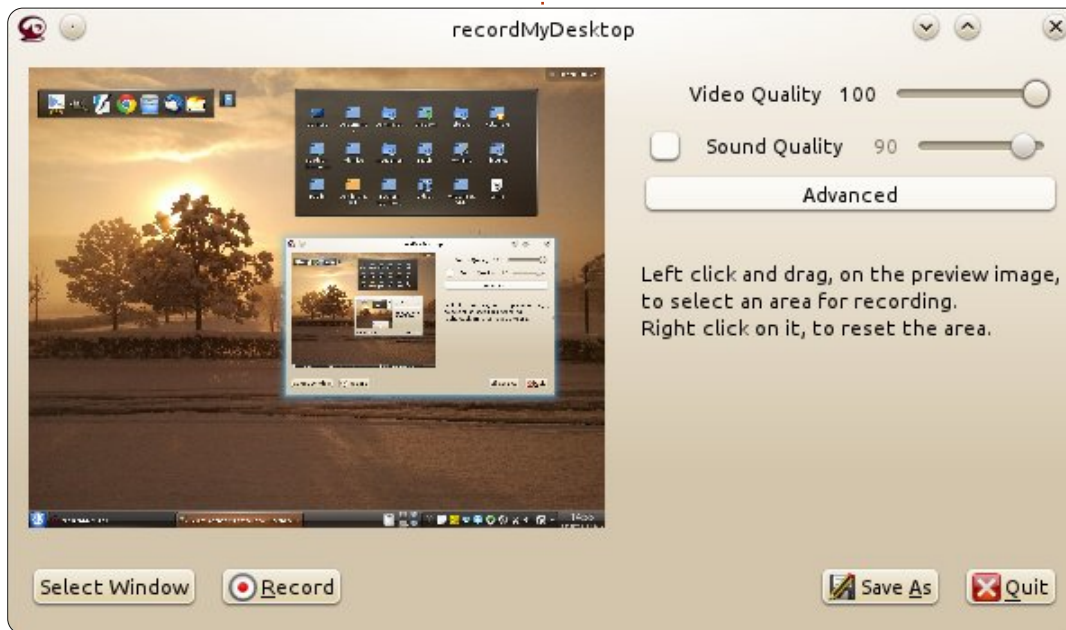 recordMyDesktop
Video Quality 100
Sound Quality 90
Advanced
Left click and drag, on the preview image,
to select an area for recording.
Right click on it, to reset the area.
Select Window
Record
Save As
Quit